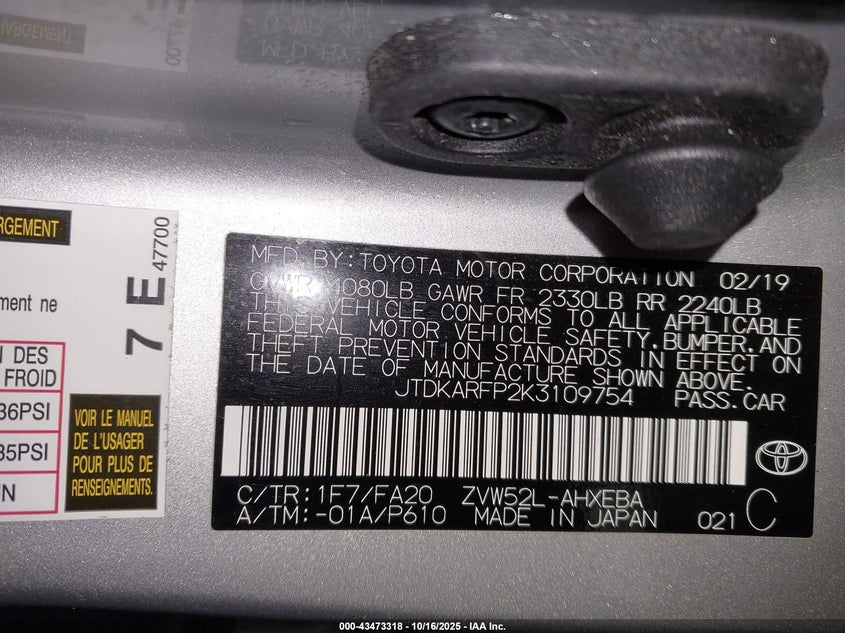 RGEMENT
ment ne
7 E 47700
N DES
FROID
36PSI
35PSI
VOIR LE MANUEL
DE L'USAGER
POUR PLUS DE
RENSEIGNEMENTS.
MFD. BY: TOYOTA MOTOR CORPORATION 02/19
GVWR 4080LB GAWR FR 2330LB RR 2240LB
THIS VEHICLE CONFORMS TO ALL APPLICABLE
FEDERAL MOTOR VEHICLE SAFETY, BUMPER, AND
THEFT PREVENTION STANDARDS IN EFFECT ON
THE DATE OF MANUFACTURE SHOWN ABOVE.
JTDKARFP2K3109754 PASS. CAR
C/TR: 1F7/FA20 ZVW52L-AHXEBA
A/TM: -01A/P610 MADE IN JAPAN 021 C
000-43473318 - 10/16/2025 - IAA Inc.